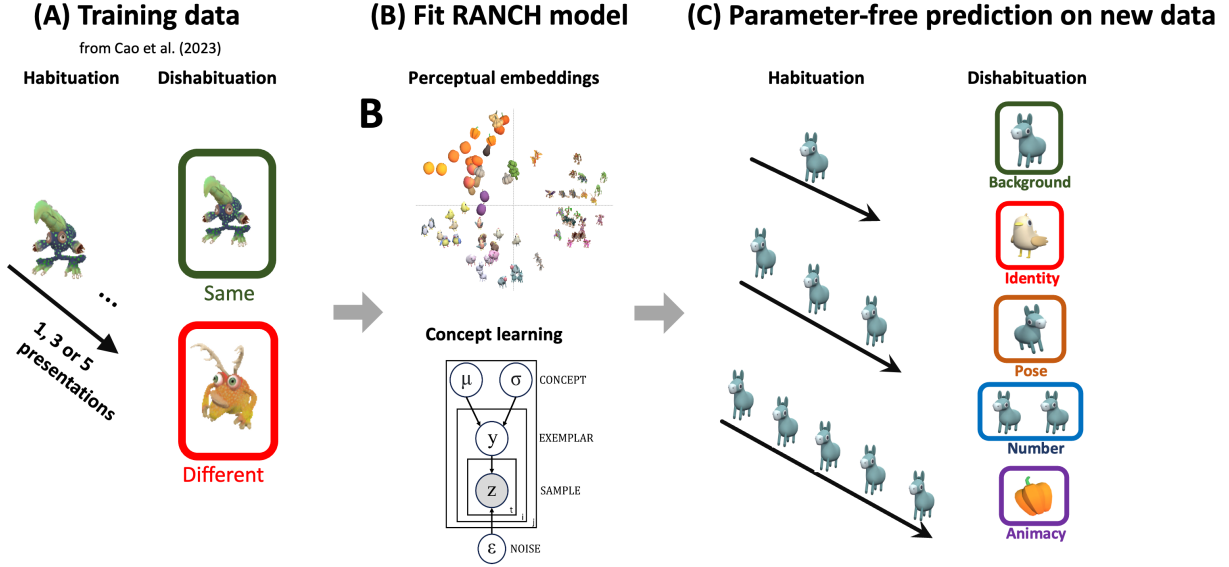 (A) Training data
from Cao et al. (2023)
Habituation
Dishabituation
...
1, 3 or 5
presentations
Same
Different
(B) Fit RANCH model
Perceptual embeddings
B
Concept learning
μ
σ
CONCEPT
y
EXEMPLAR
z
SAMPLE
t
i
j
ε
NOISE
(C) Parameter-free prediction on new data
Habituation
Dishabituation
Background
Identity
Pose
Number
Animacy